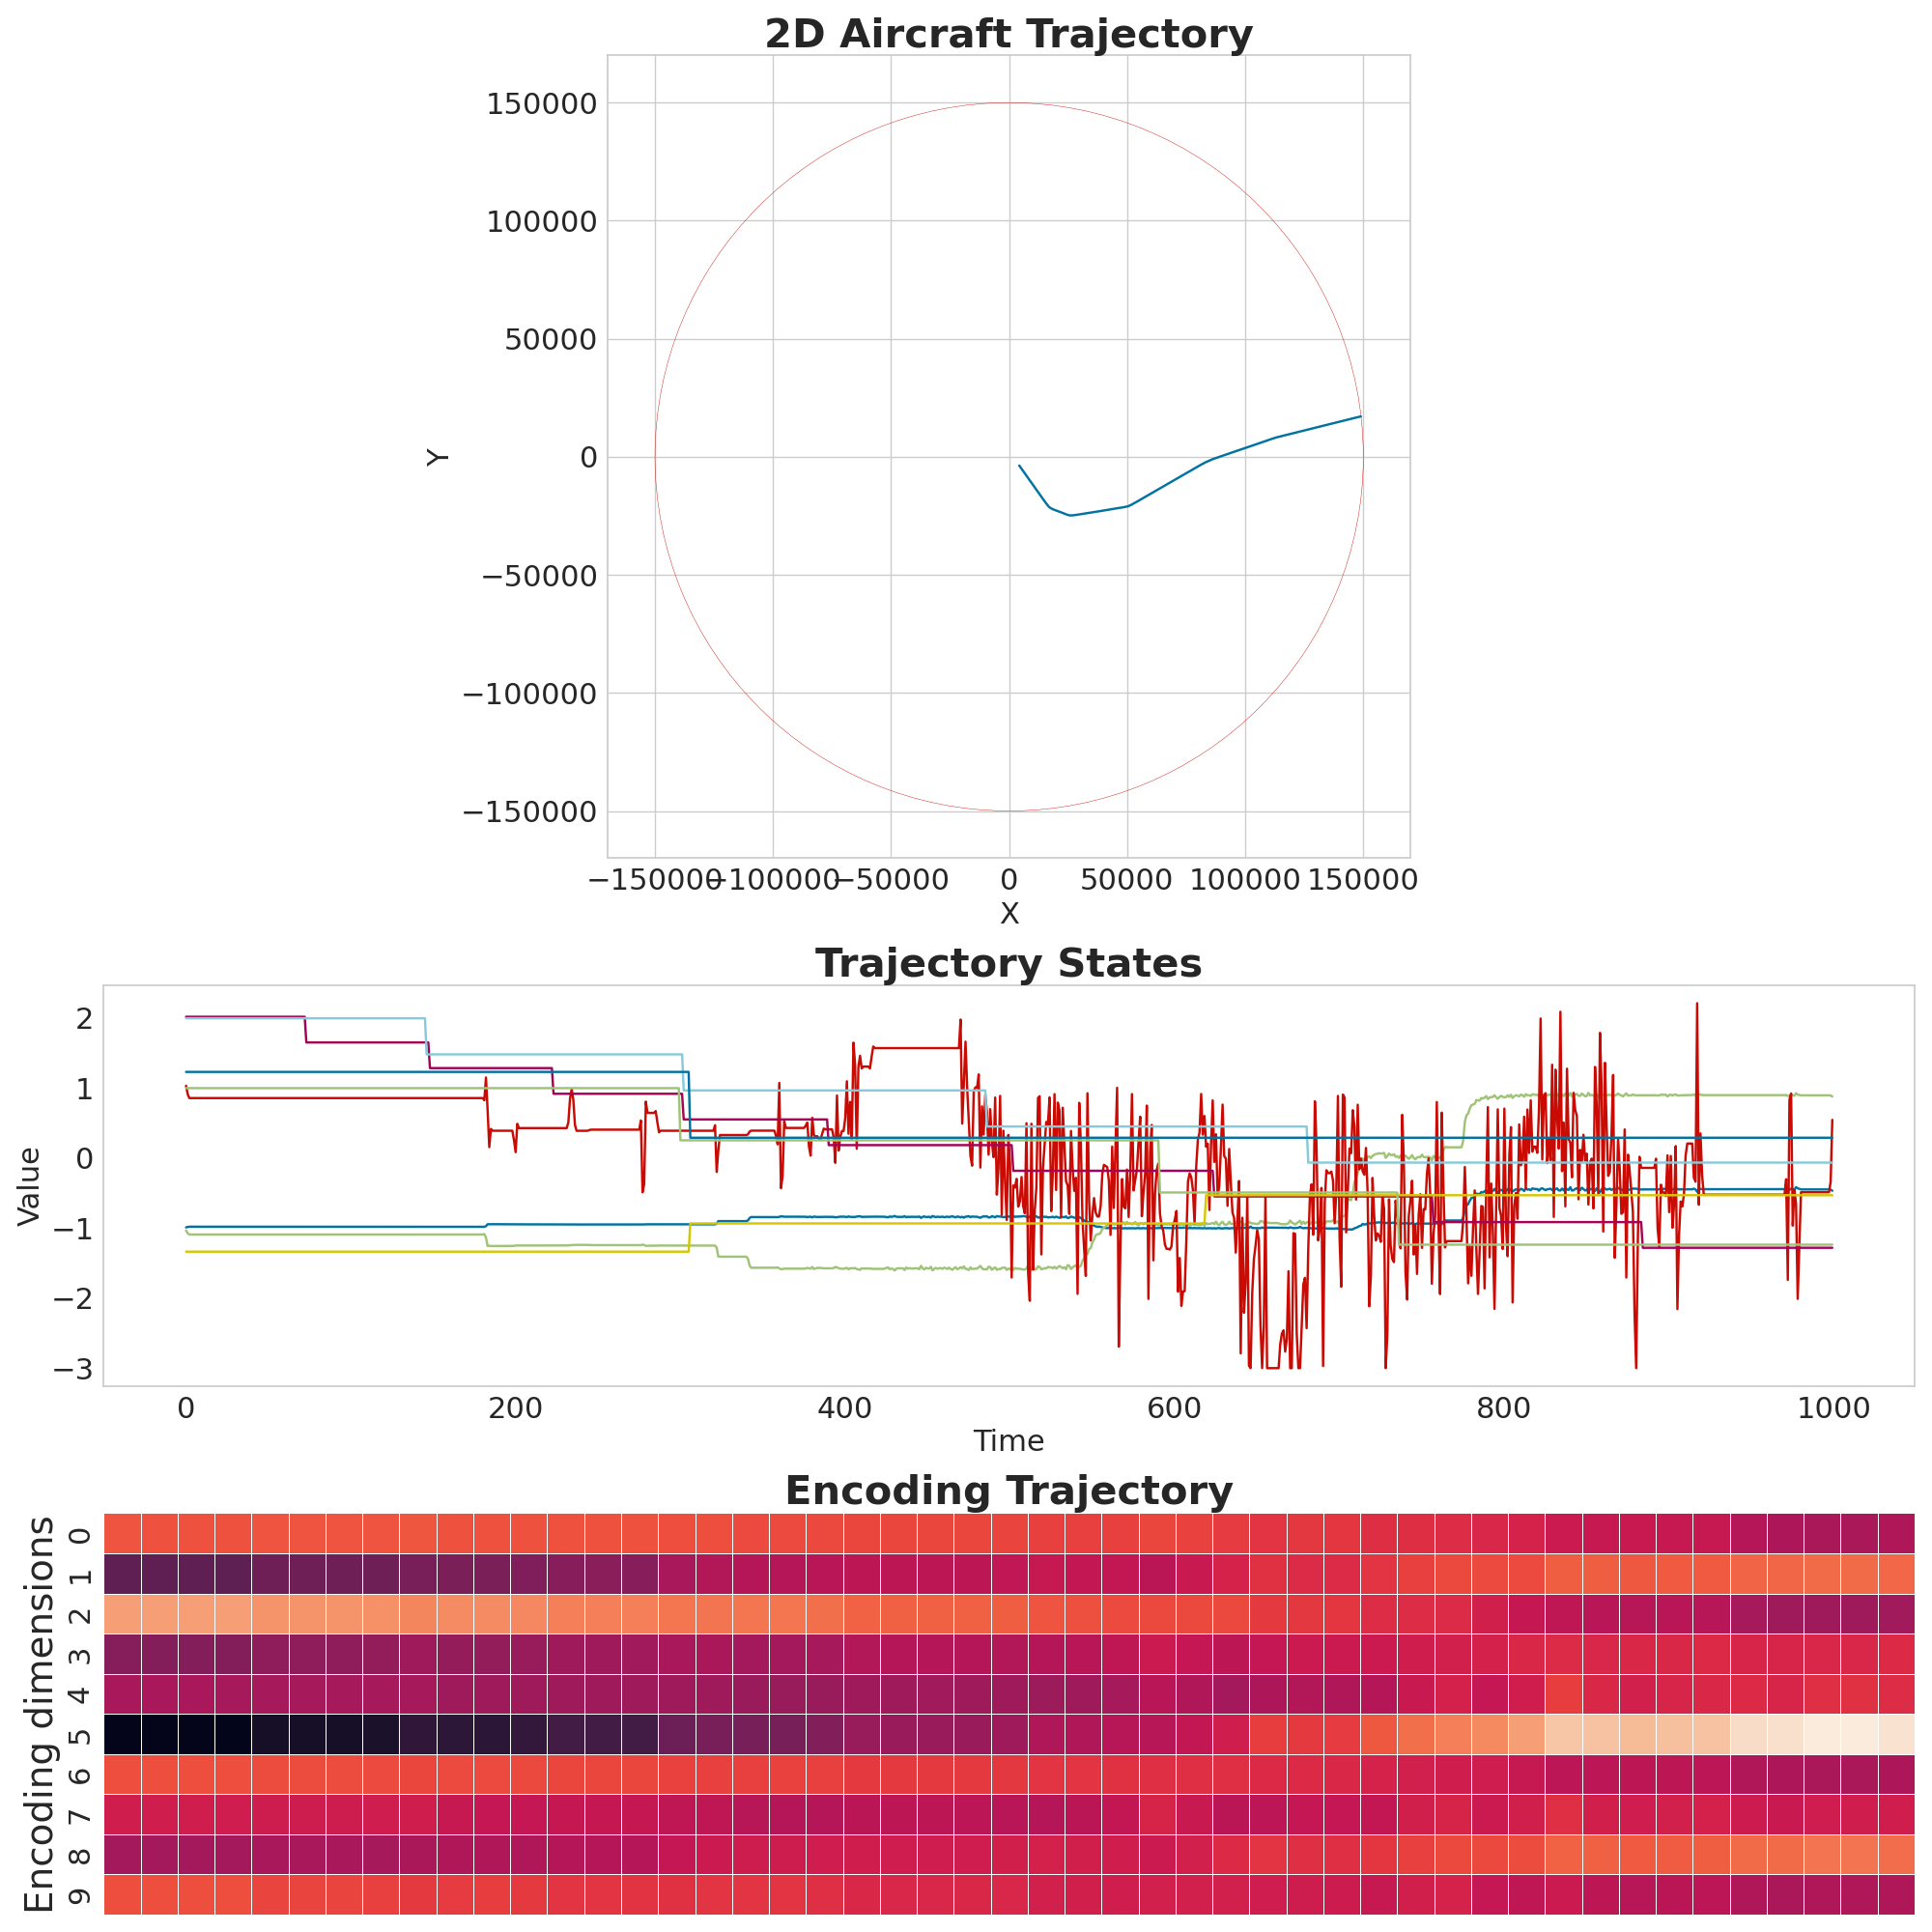 2D Aircraft Trajectory
150000
100000
50000
0
−50000
−100000
−150000
Y
−150000 −100000 −50000 0 50000 100000 150000
X
Trajectory States
2
1
0
−1
−2
−3
Value
0 200 400 600 800 1000
Time
Encoding Trajectory
0
1
2
3
4
5
6
7
8
9
Encoding dimensions